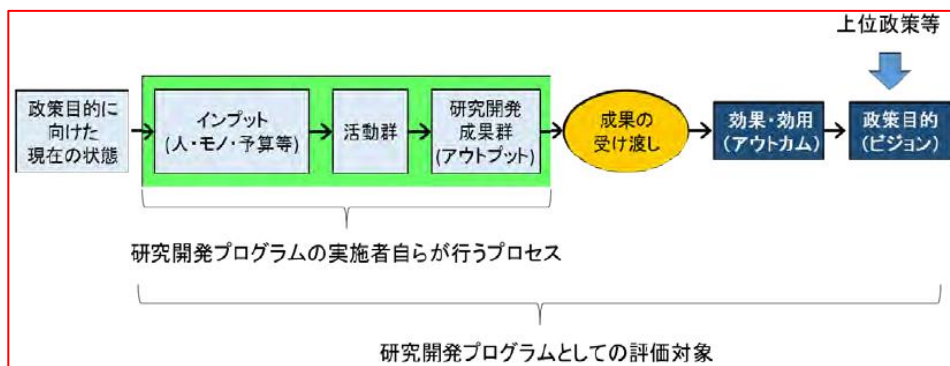 上位政策等
政策目的に
向けた
現在の状態
インプット
(人・モノ・予算等)
活動群
研究開発
成果群
(アウトプット)
成果の
受け渡し
効果・効用
(アウトカム)
政策目的
(ビジョン)
研究開発プログラムの実施者自らが行うプロセス
研究開発プログラムとしての評価対象